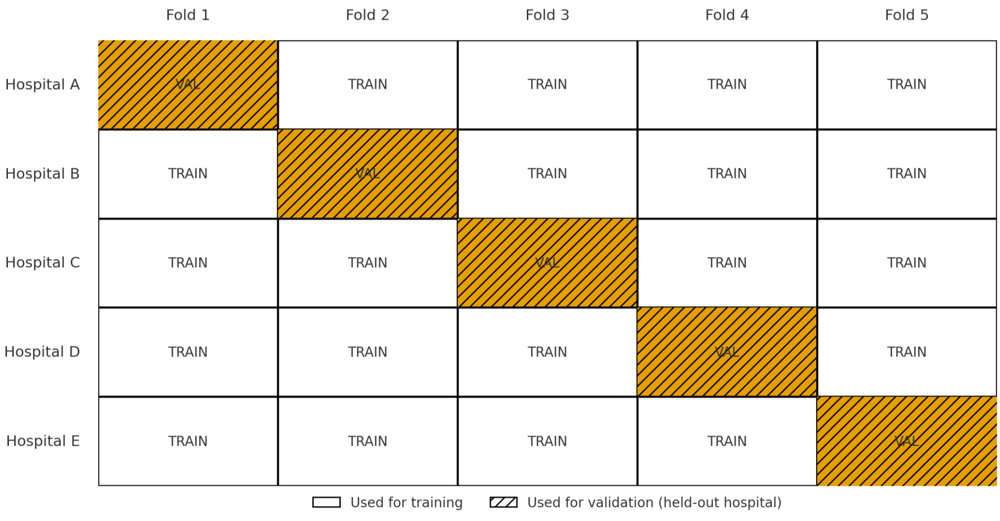 Fold 1 Fold 2 Fold 3 Fold 4 Fold 5
Hospital A VAL TRAIN TRAIN TRAIN TRAIN
Hospital B TRAIN VAL TRAIN TRAIN TRAIN
Hospital C TRAIN TRAIN VAL TRAIN TRAIN
Hospital D TRAIN TRAIN TRAIN VAL TRAIN
Hospital E TRAIN TRAIN TRAIN TRAIN VAL
Used for training Used for validation (held-out hospital)